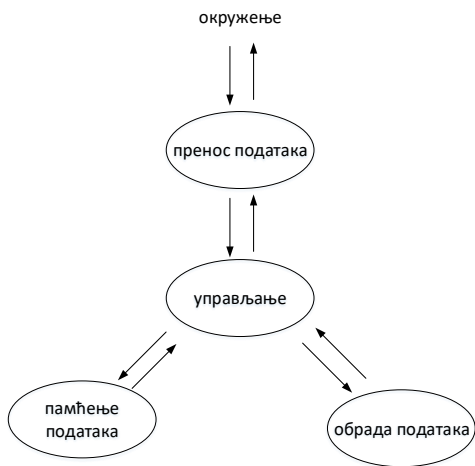 окружење
пренос података
управљање
памћење
података
обрада података